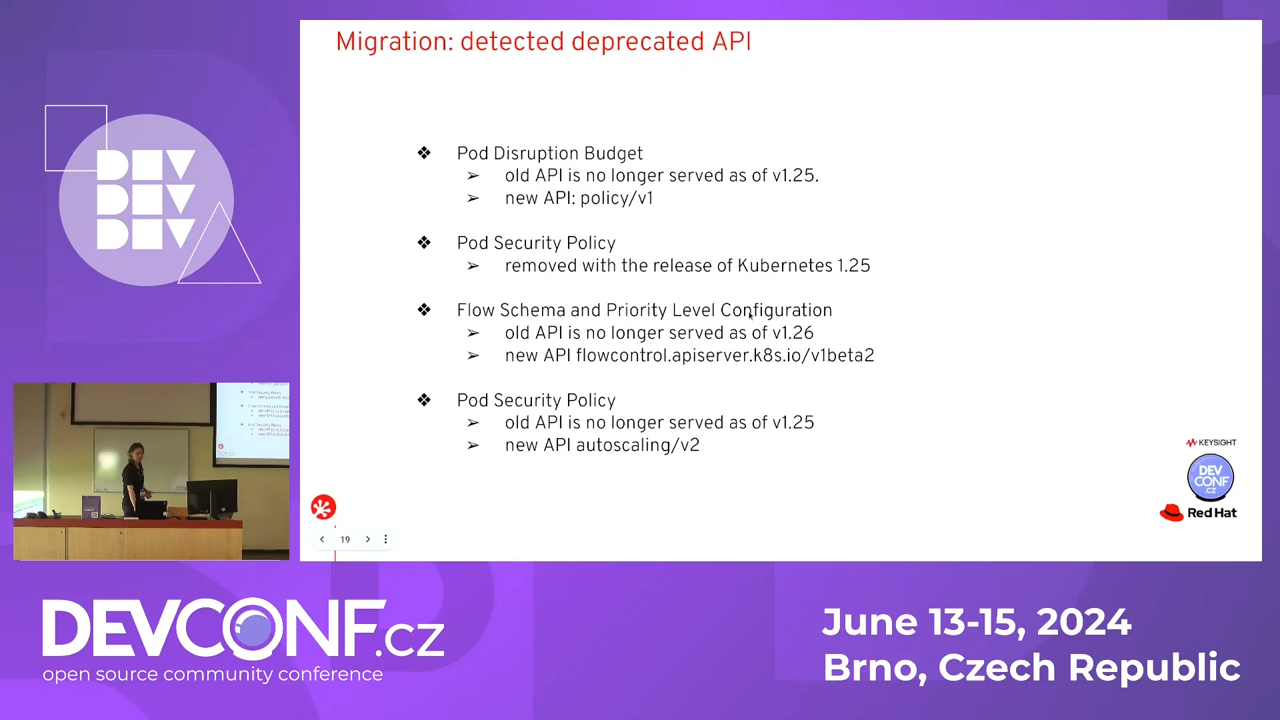 Migration: detected deprecated API
❖ Pod Disruption Budget
➢ old API is no longer served as of v1.25.
➢ new API: policy/v1
❖ Pod Security Policy
➢ removed with the release of Kubernetes 1.25
❖ Flow Schema and Priority Level Configuration
➢ old API is no longer served as of v1.26
➢ new API flowcontrol.apiserver.k8s.io/v1beta2
❖ Pod Security Policy
➢ old API is no longer served as of v1.25
➢ new API autoscaling/v2
KEYSIGHT
DEV
CONF
.CZ
Red Hat
19
DEV
DEV
DEV
DEVCONF.cz
open source community conference
June 13-15, 2024
Brno, Czech Republic